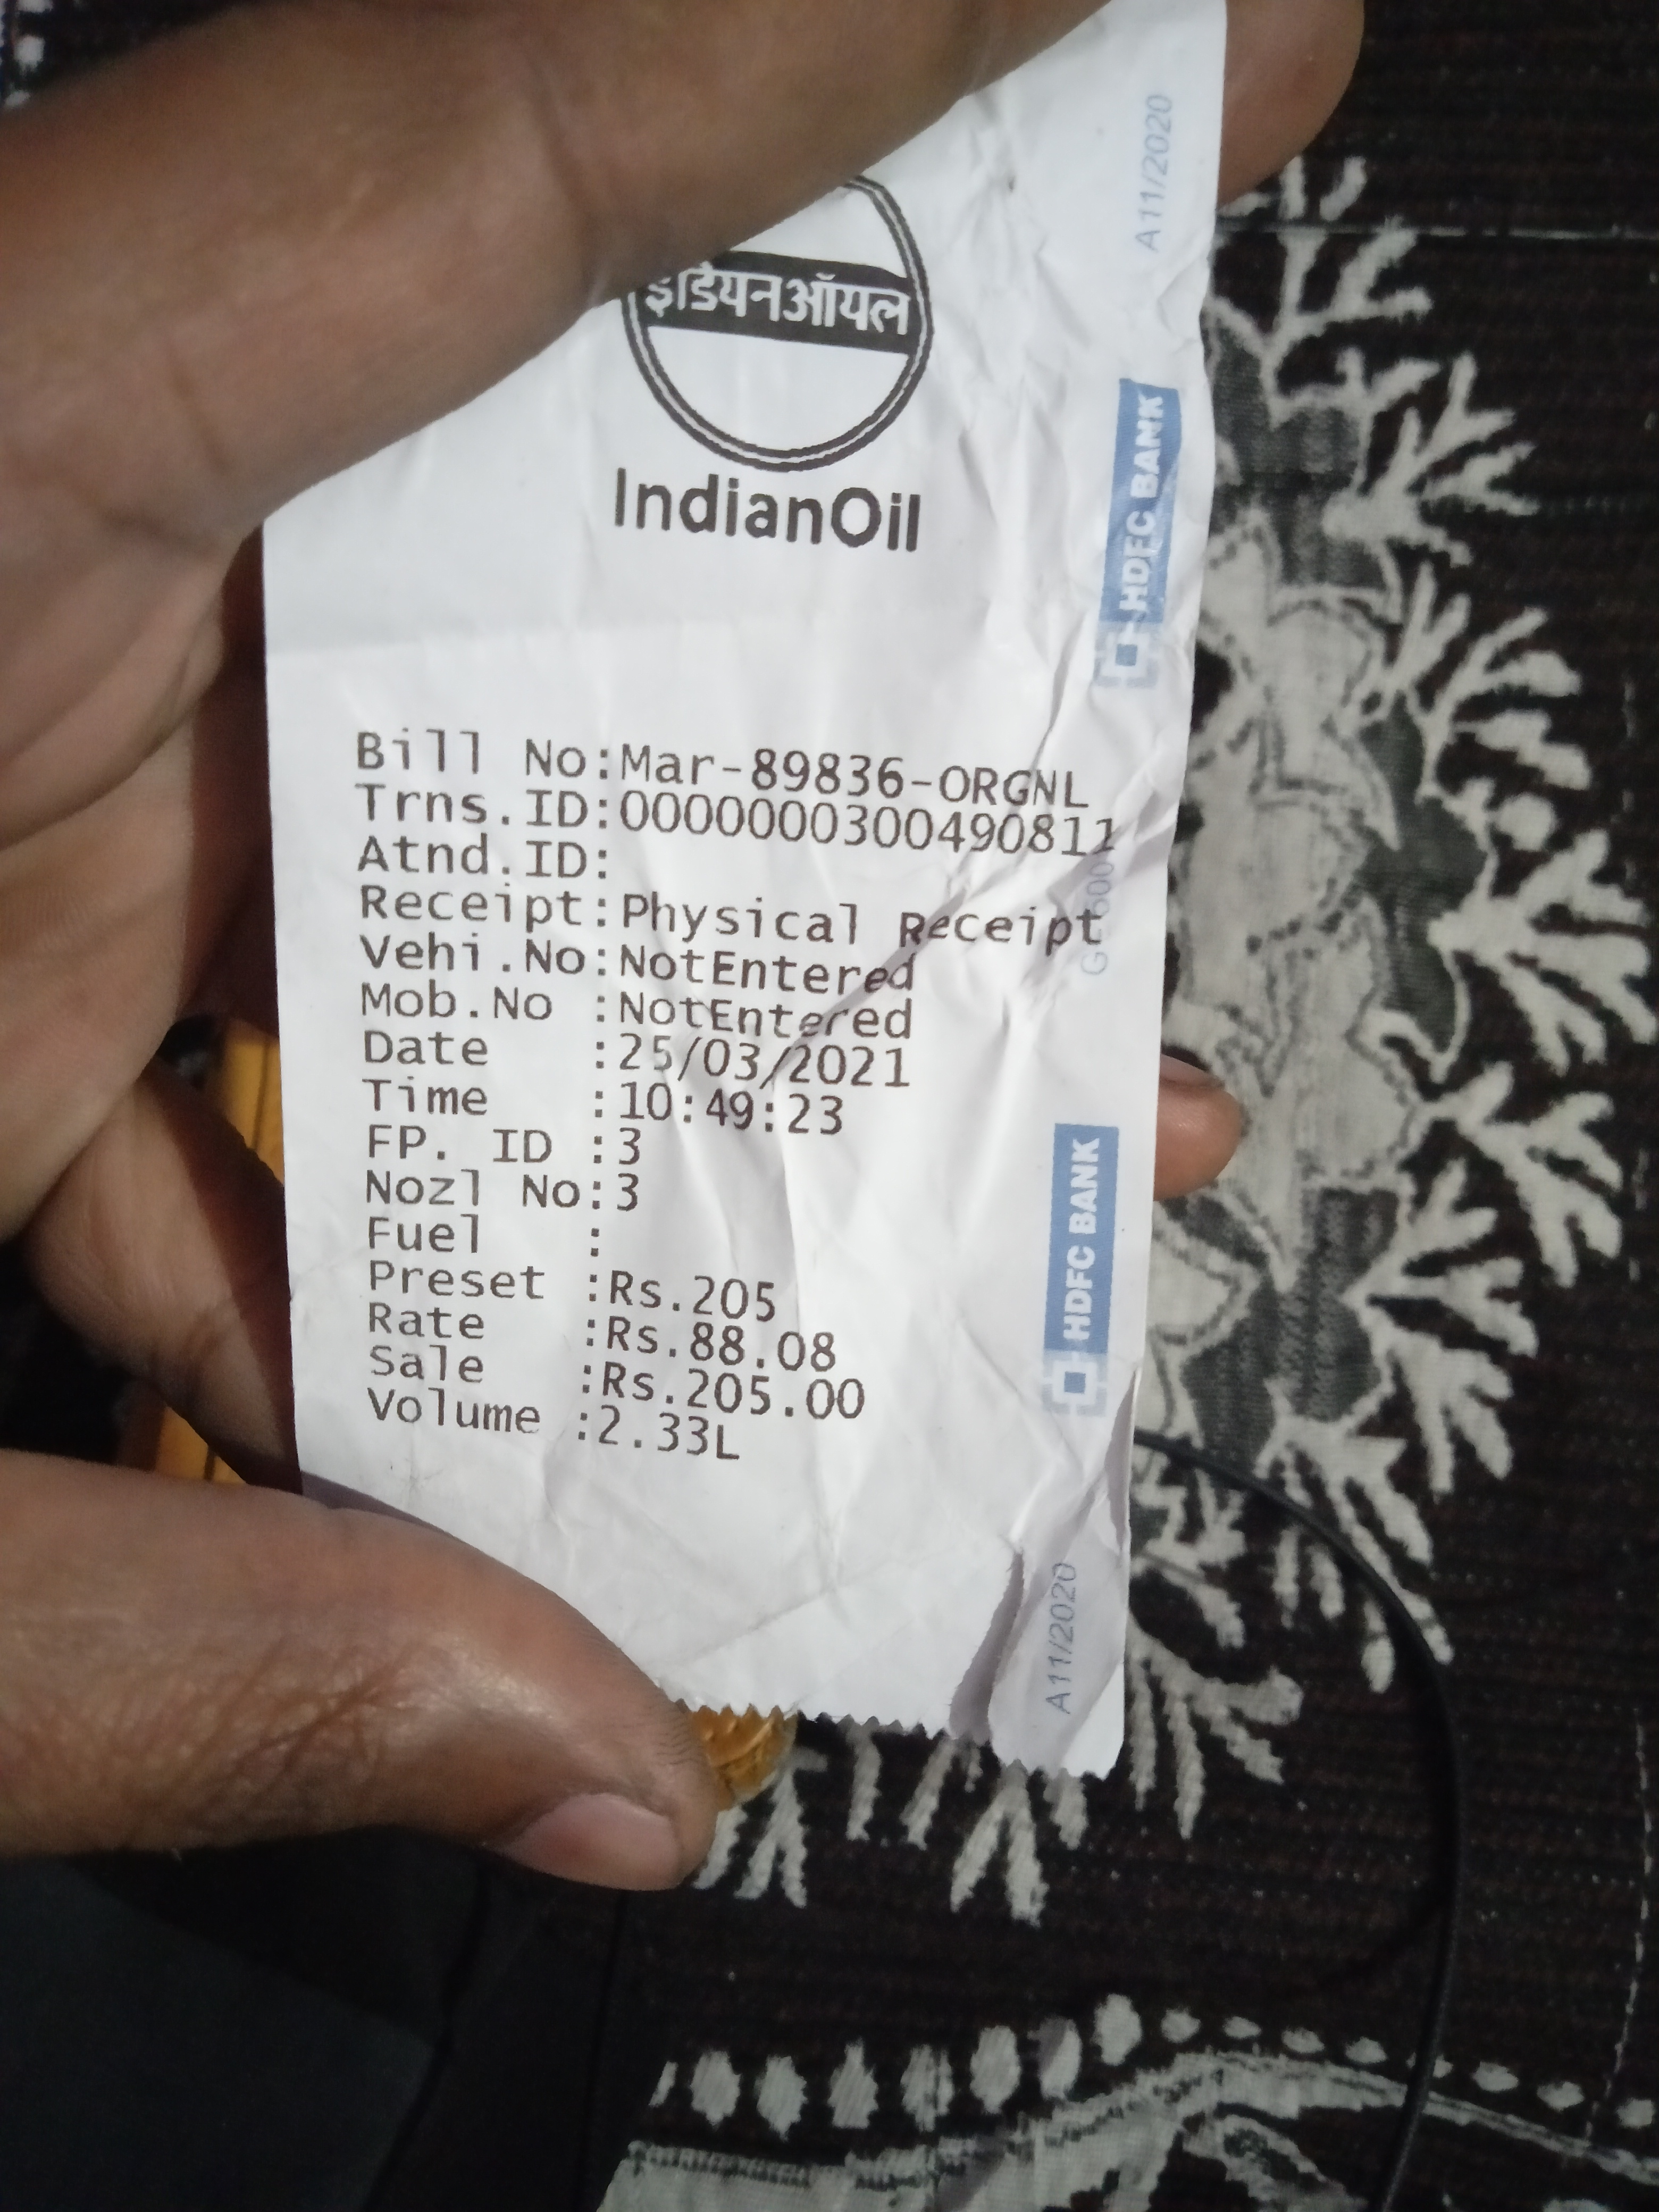 इंडियनऑयल
IndianOil
Bill No:Mar-89836-ORGNL
Trns.ID:0000000300490811
Atnd.ID:
Receipt:Physical Receipt
Vehi.No:NotEntered
Mob.No :NotEntered
Date :25/03/2021
Time :10:49:23
FP. ID :3
Nozl No:3
Fuel :
Preset :Rs.205
Rate :Rs.88.08
Sale :Rs.205.00
Volume :2.33L
A11/2020
HDFC BANK
HDFC BANK
A11/2020